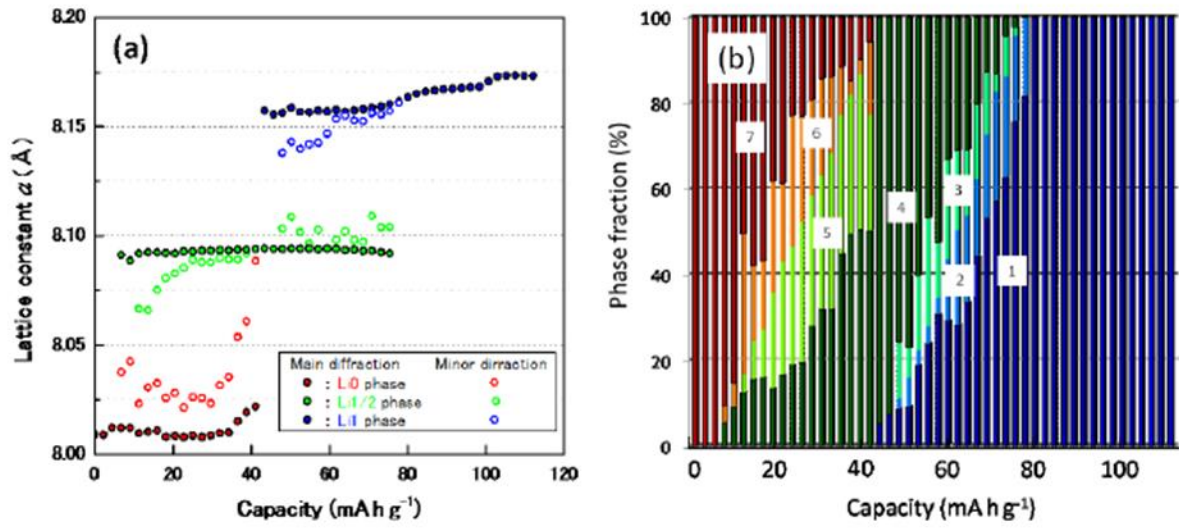 (a)
8.20
8.15
8.10
8.05
8.00
Lattice constant a (Å)
0 20 40 60 80 100 120
Capacity (mA h g⁻¹)
Main diffraction Minor dirraction
: Li0 phase
: Li1/2 phase
: Li1 phase
(b)
100
80
60
40
20
0
Phase fraction (%)
7
6
5
4
3
2
1
0 20 40 60 80 100
Capacity (mA h g⁻¹)